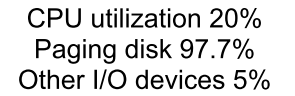 CPU utilization 20%
Paging disk 97.7%
Other I/O devices 5%